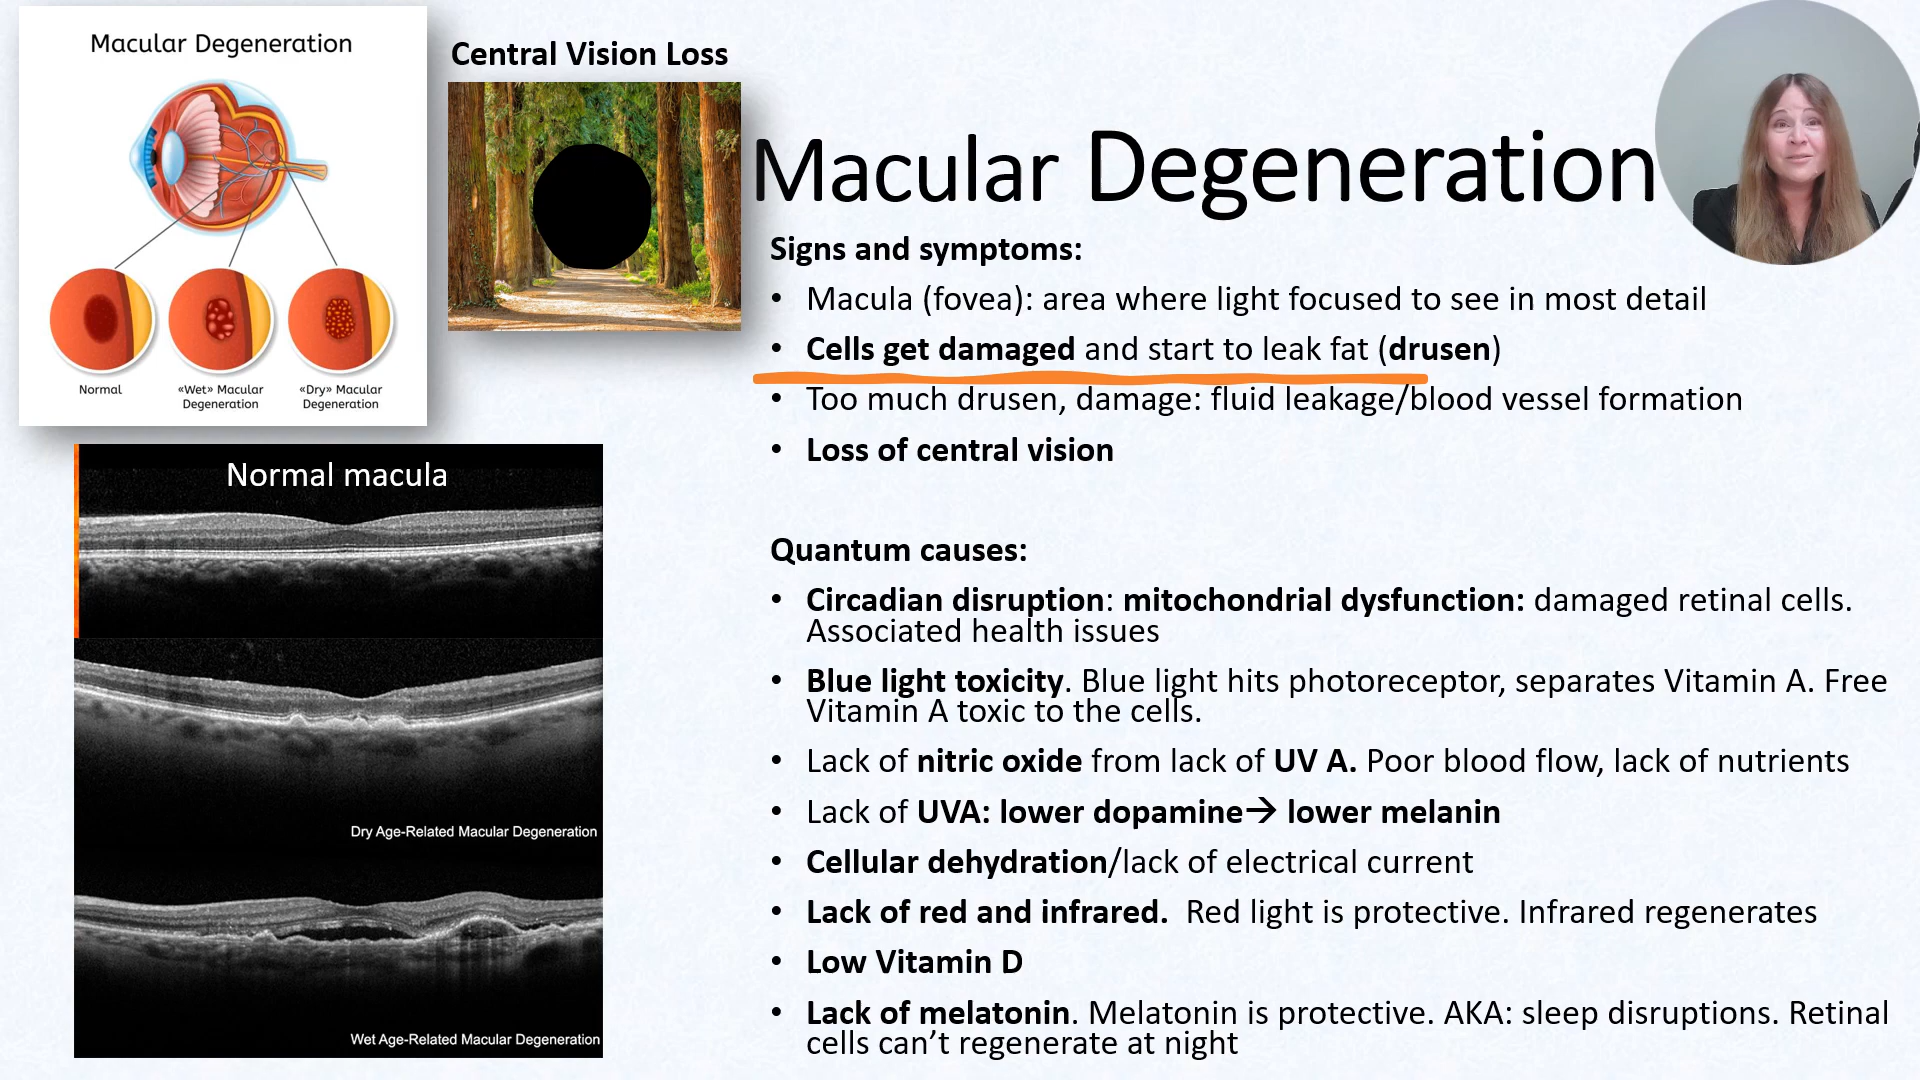 Macular Degeneration
Normal
«Wet» Macular
Degeneration
«Dry» Macular
Degeneration
Central Vision Loss
Normal macula
Dry Age-Related Macular Degeneration
Wet Age-Related Macular Degeneration
Macular Degeneration
Signs and symptoms:
• Macula (fovea): area where light focused to see in most detail
• Cells get damaged and start to leak fat (drusen)
• Too much drusen, damage: fluid leakage/blood vessel formation
• Loss of central vision
Quantum causes:
• Circadian disruption: mitochondrial dysfunction: damaged retinal cells.
Associated health issues
• Blue light toxicity. Blue light hits photoreceptor, separates Vitamin A. Free
Vitamin A toxic to the cells.
• Lack of nitric oxide from lack of UV A. Poor blood flow, lack of nutrients
• Lack of UVA: lower dopamine→ lower melanin
• Cellular dehydration/lack of electrical current
• Lack of red and infrared.  Red light is protective. Infrared regenerates
• Low Vitamin D
• Lack of melatonin. Melatonin is protective. AKA: sleep disruptions. Retinal
cells can’t regenerate at night